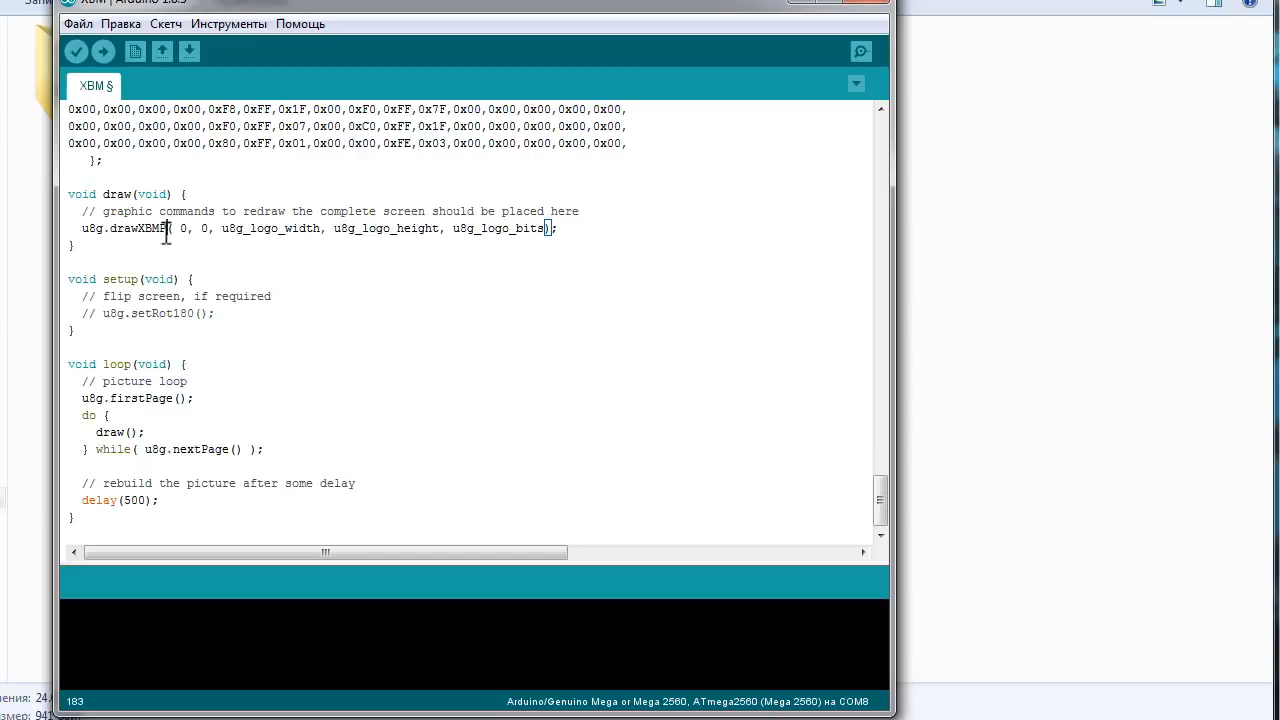 Файл Правка Скетч Инструменты Помощь
XBM §
0x00,0x00,0x00,0x00,0xF8,0xFF,0x1F,0x00,0xF0,0xFF,0x7F,0x00,0x00,0x00,0x00,0x00,
0x00,0x00,0x00,0x00,0xF0,0xFF,0x07,0x00,0xC0,0xFF,0x1F,0x00,0x00,0x00,0x00,0x00,
0x00,0x00,0x00,0x00,0x80,0xFF,0x01,0x00,0x00,0xFE,0x03,0x00,0x00,0x00,0x00,0x00,
};
void draw(void) {
// graphic commands to redraw the complete screen should be placed here
u8g.drawXBMP( 0, 0, u8g_logo_width, u8g_logo_height, u8g_logo_bits);
}
void setup(void) {
// flip screen, if required
// u8g.setRot180();
}
void loop(void) {
// picture loop
u8g.firstPage();
do {
draw();
} while( u8g.nextPage() );
// rebuild the picture after some delay
delay(500);
}
183 Arduino/Genuino Mega or Mega 2560, ATmega2560 (Mega 2560) на COM8